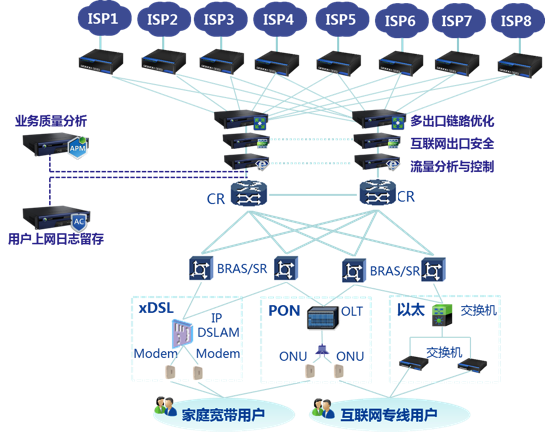 ISP1 ISP2 ISP3 ISP4 ISP5 ISP6 ISP7 ISP8
业务质量分析
多出口链路优化
APM
互联网出口安全
流量分析与控制
CR
CR
AC
用户上网日志留存
BRAS/SR
BRAS/SR
xDSL
IP
DSLAM
Modem
Modem
PON
OLT
ONU
ONU
以太
交换机
交换机
家庭宽带用户
互联网专线用户